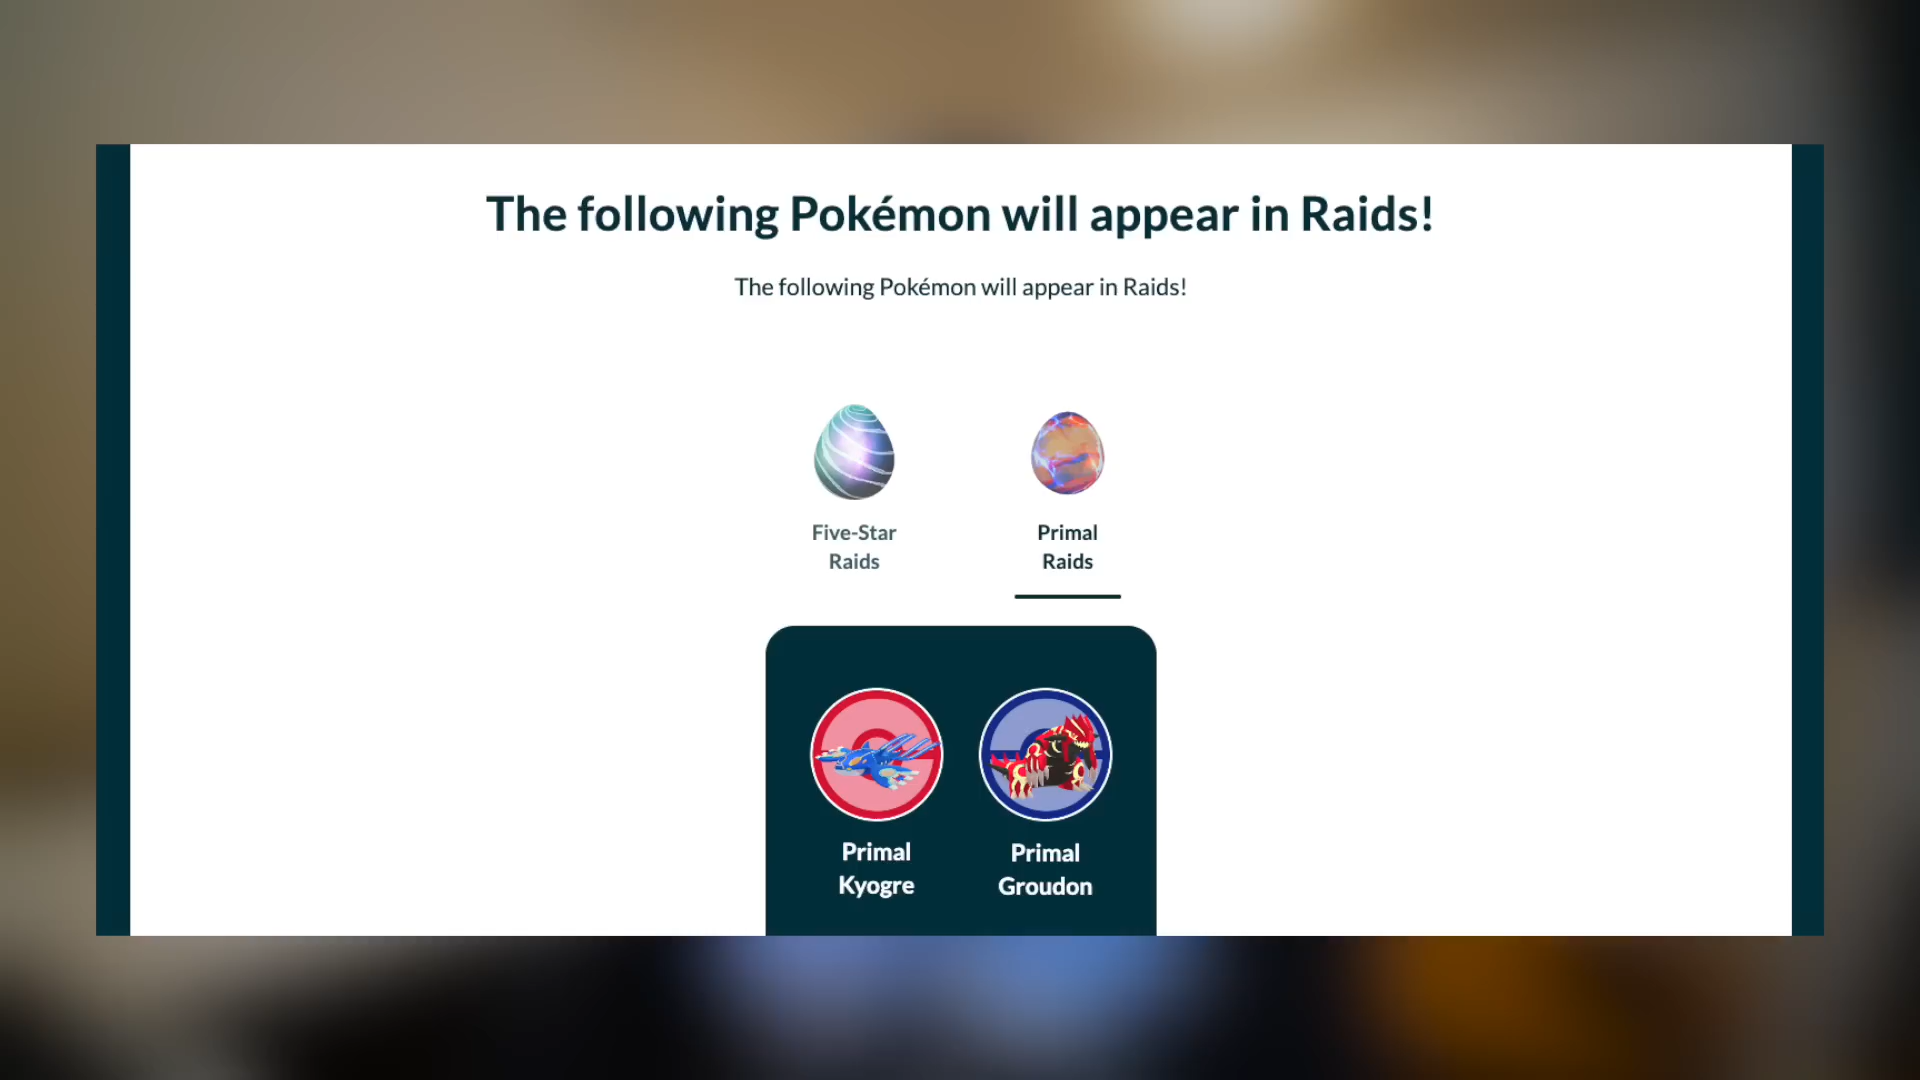 The following Pokémon will appear in Raids!
The following Pokémon will appear in Raids!
Five-Star
Raids
Primal
Raids
Primal
Kyogre
Primal
Groudon